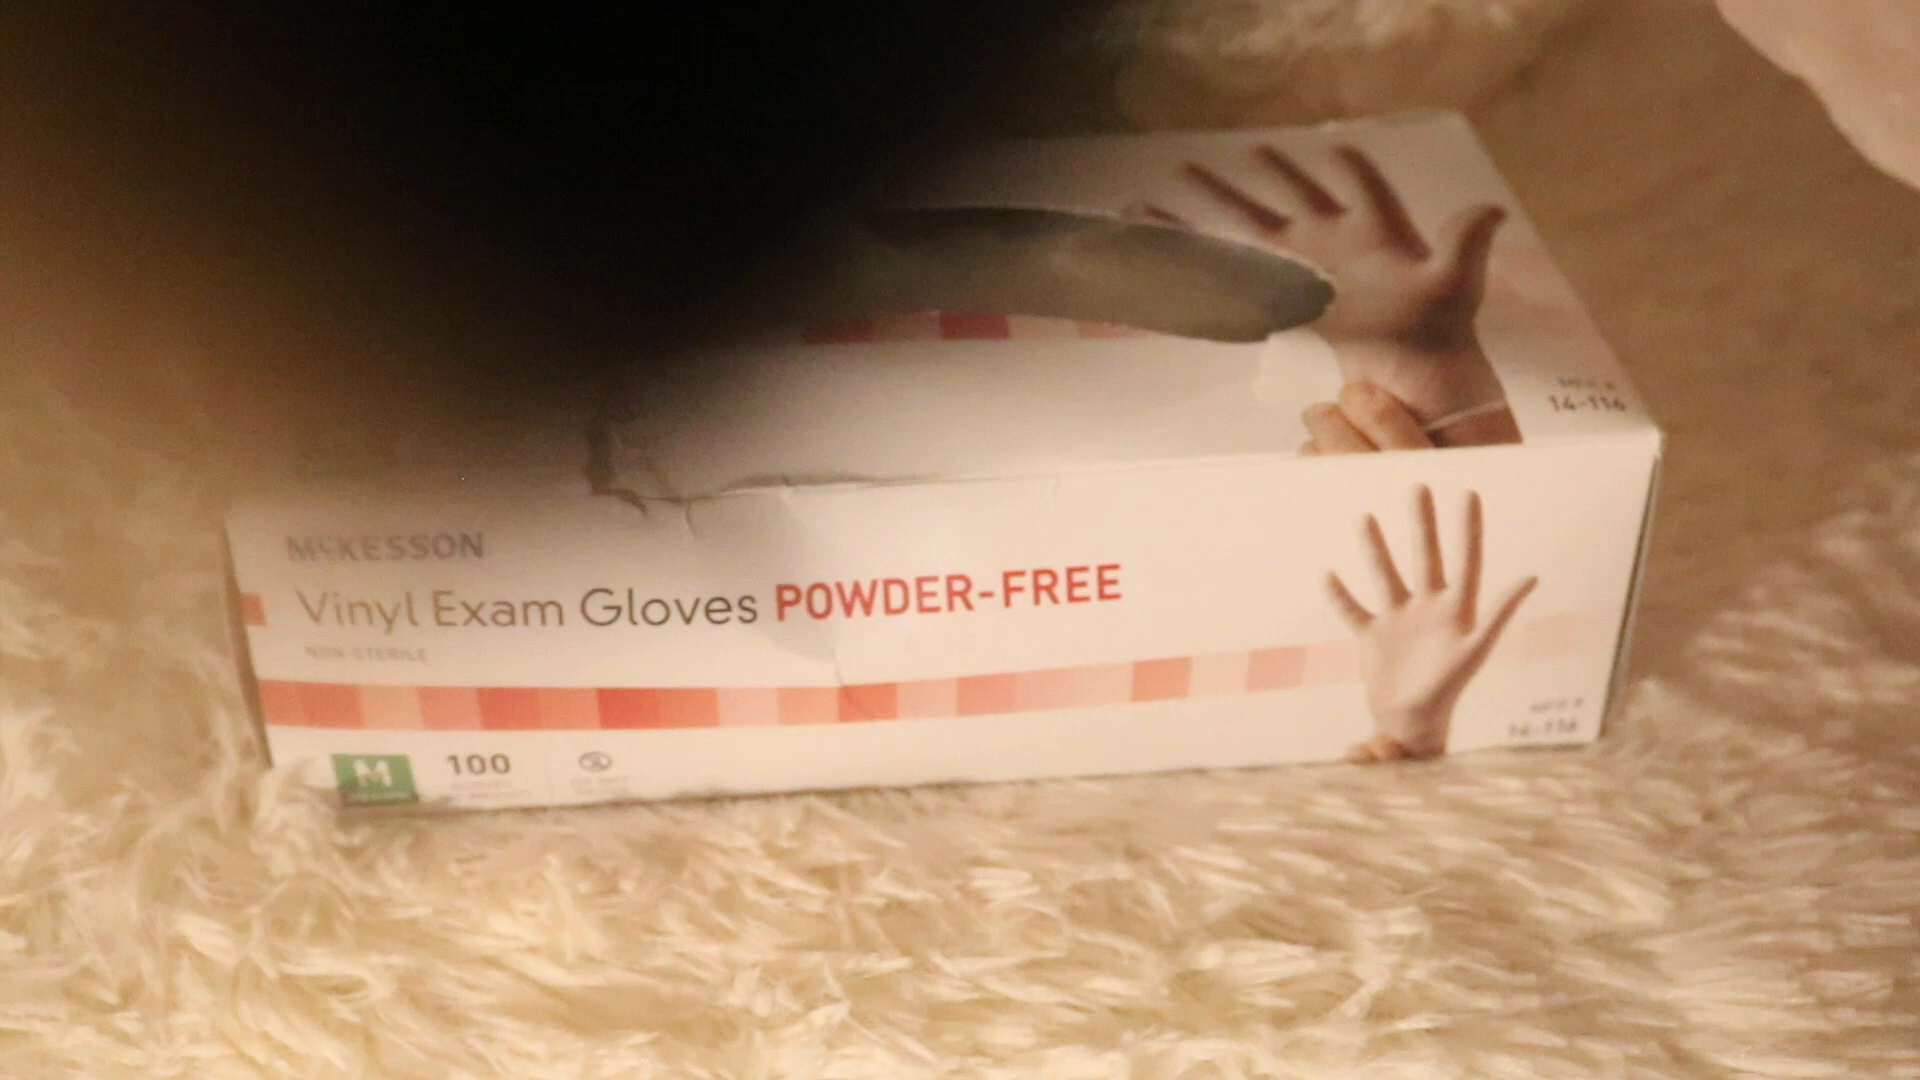 14-116
McKESSON
Vinyl Exam Gloves POWDER-FREE
NON-STERILE
14-116
M
100